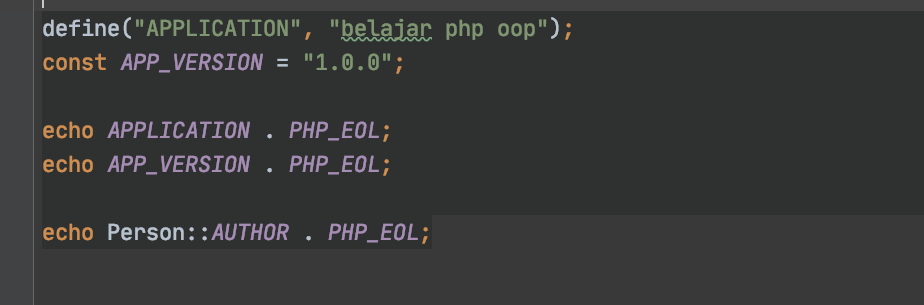 define("APPLICATION", "belajar php oop");
const APP_VERSION = "1.0.0";
echo APPLICATION . PHP_EOL;
echo APP_VERSION . PHP_EOL;
echo Person::AUTHOR . PHP_EOL;